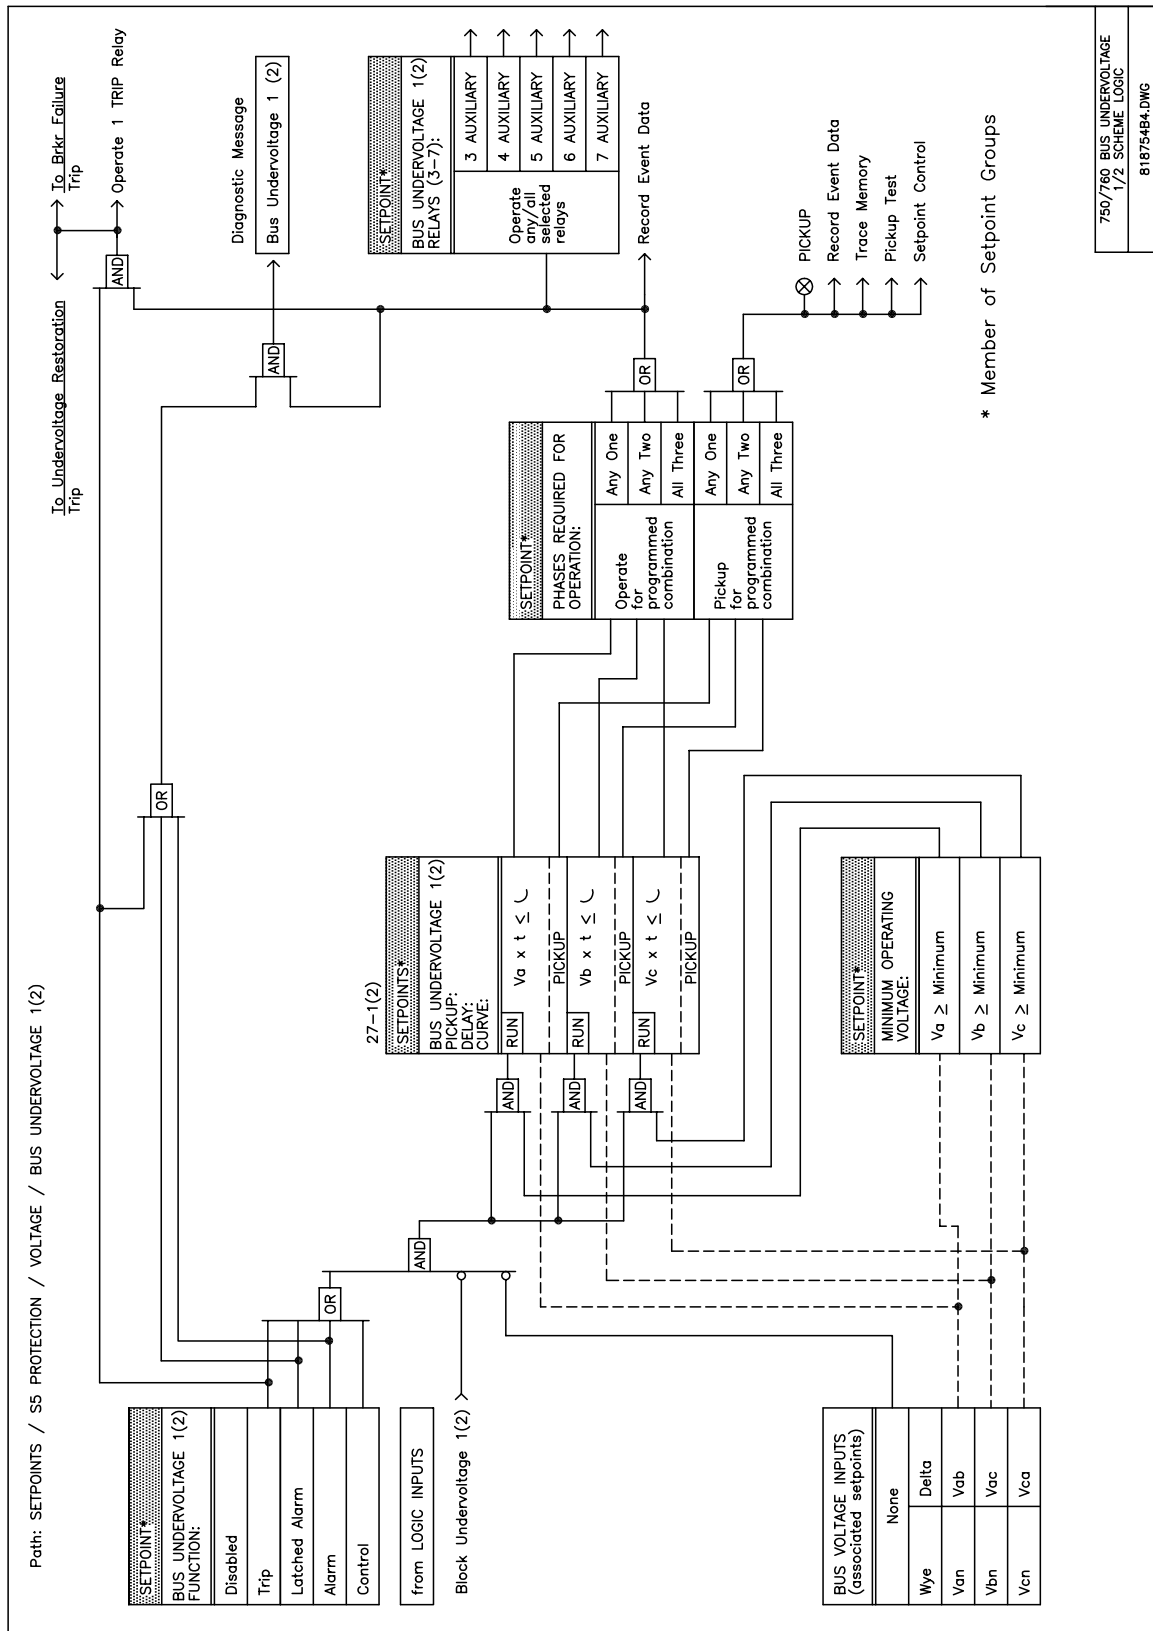 Path: SETPOINTS / S5 PROTECTION / VOLTAGE / BUS UNDERVOLTAGE 1(2)
SETPOINT*
BUS UNDERVOLTAGE 1(2)
FUNCTION:
Disabled
Trip
Latched Alarm
Alarm
Control
from LOGIC INPUTS
Block Undervoltage 1(2)
BUS VOLTAGE INPUTS
(associated setpoints)
None
Wye
Delta
Van
Vab
Vbn
Vac
Vcn
Vca
OR
AND
AND
AND
AND
27-1(2)
SETPOINTS*
BUS UNDERVOLTAGE 1(2)
PICKUP:
DELAY:
CURVE:
RUN
Va x t ≤
PICKUP
RUN
Vb x t ≤
PICKUP
RUN
Vc x t ≤
PICKUP
SETPOINT*
MINIMUM OPERATING
VOLTAGE:
Va ≥ Minimum
Vb ≥ Minimum
Vc ≥ Minimum
OR
SETPOINT*
PHASES REQUIRED FOR
OPERATION:
Operate
for
programmed
combination
Any One
Any Two
All Three
Pickup
for
programmed
combination
Any One
Any Two
All Three
OR
OR
AND
AND
To Undervoltage Restoration
Trip
To Brkr Failure
Trip
Operate 1 TRIP Relay
Diagnostic Message
Bus Undervoltage 1 (2)
SETPOINT*
BUS UNDERVOLTAGE 1(2)
RELAYS (3-7):
Operate
any/all
selected
relays
3 AUXILIARY
4 AUXILIARY
5 AUXILIARY
6 AUXILIARY
7 AUXILIARY
Record Event Data
PICKUP
Record Event Data
Trace Memory
Pickup Test
Setpoint Control
* Member of Setpoint Groups
750/760 BUS UNDERVOLTAGE
1/2 SCHEME LOGIC
818754B4.DWG